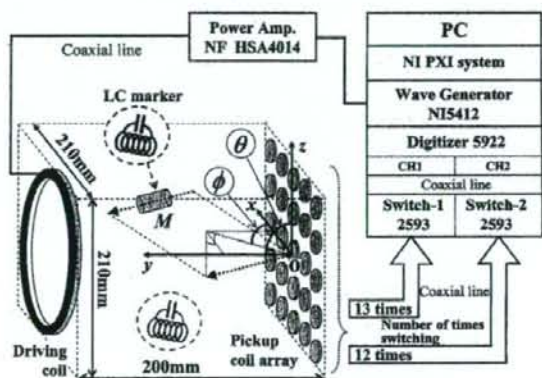 Power Amp.
NF HSA4014
Coaxial line
PC
NI PXI system
Wave Generator
NI5412
Digitizer 5922
CH1 CH2
Coaxial line
Switch-1 Switch-2
2593 2593
LC marker
210mm
θ
z
ϕ
x
M
y
O
210mm
Driving
coil
200mm
Pickup
coil array
13 times
Coaxial line
Number of times
switching
12 times